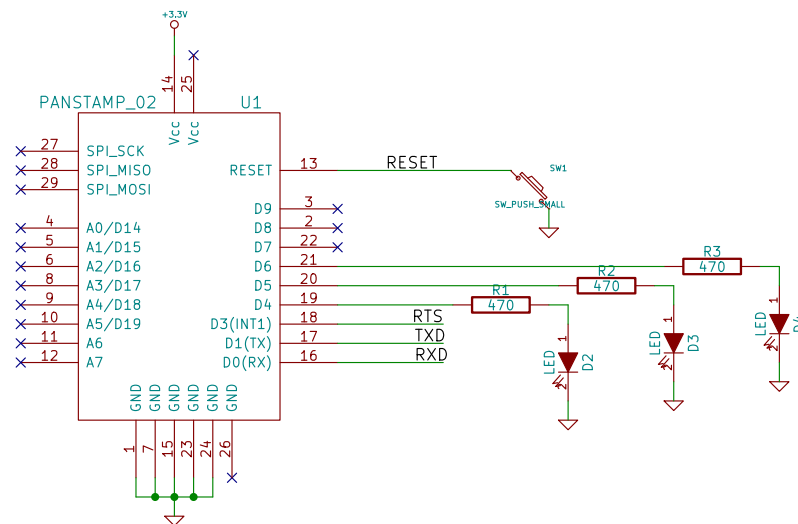 +3.3V
PANSTAMP_02
U1
14
25
Vcc
Vcc
27 SPI_SCK
28 SPI_MISO
29 SPI_MOSI
4 A0/D14
5 A1/D15
6 A2/D16
8 A3/D17
9 A4/D18
10 A5/D19
11 A6
12 A7
RESET 13 RESET
D9 3
D8 2
D7 22
D6 21
D5 20
D4 19
D3(INT1) 18 RTS
D1(TX) 17 TXD
D0(RX) 16 RXD
GND
GND
GND
GND
GND
GND
1
7
15
23
24
26
SW1
SW_PUSH_SMALL
R1
470
R2
470
R3
470
1
LED
2
D2
1
LED
2
D3
1
LED
2